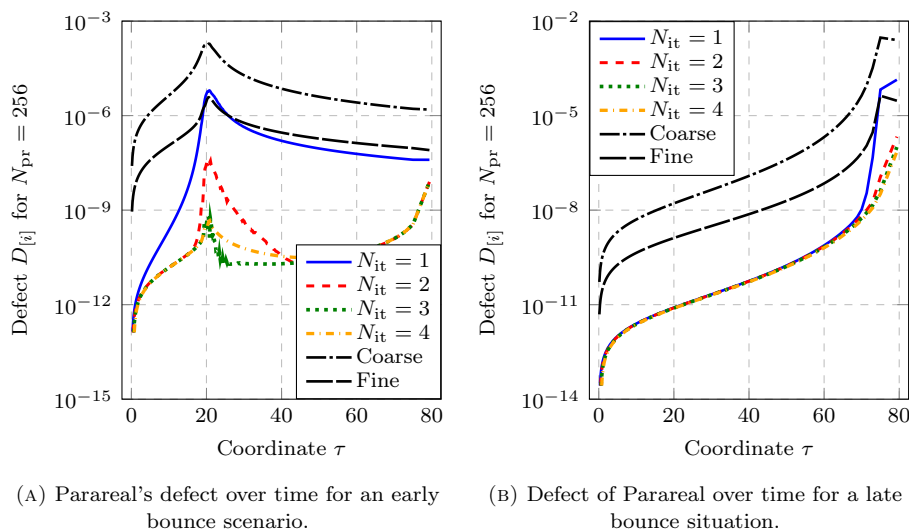 10^−3
10^−6
10^−9
10^−12
10^−15
0
20
40
60
80
Coordinate τ
Defect D_[i] for N_pr = 256
N_it = 1
N_it = 2
N_it = 3
N_it = 4
Coarse
Fine
(A) Parareal's defect over time for an early
bounce scenario.
10^−2
10^−5
10^−8
10^−11
10^−14
0
20
40
60
80
Coordinate τ
Defect D_[i] for N_pr = 256
N_it = 1
N_it = 2
N_it = 3
N_it = 4
Coarse
Fine
(B) Defect of Parareal over time for a late
bounce situation.